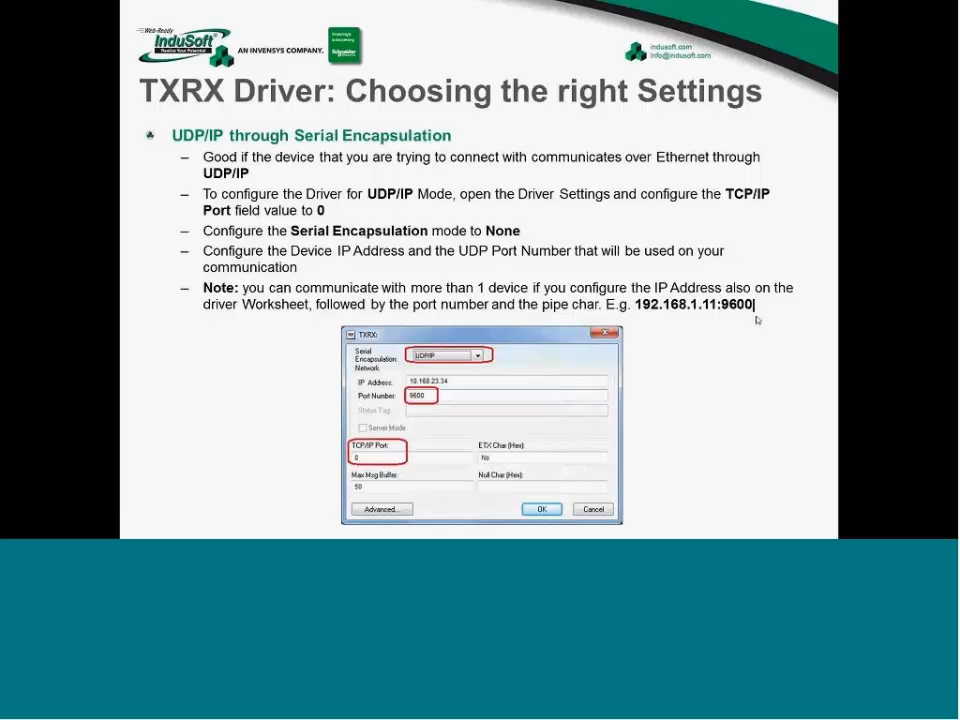 Web-Ready
InduSoft
Realize Your Potential
AN INVENSYS COMPANY.
indusoft.com
info@indusoft.com
TXRX Driver: Choosing the right Settings
UDP/IP through Serial Encapsulation
– Good if the device that you are trying to connect with communicates over Ethernet through
UDP/IP
– To configure the Driver for UDP/IP Mode, open the Driver Settings and configure the TCP/IP
Port field value to 0
– Configure the Serial Encapsulation mode to None
– Configure the Device IP Address and the UDP Port Number that will be used on your
communication
– Note: you can communicate with more than 1 device if you configure the IP Address also on the
driver Worksheet, followed by the port number and the pipe char. E.g. 192.168.1.11:9600|
TXRX:
Serial
Encapsulation:
UDP/IP
Network
IP Address:
10.168.23.34
Port Number:
9600
Status Tag:
Server Mode
TCP/IP Port:
ETX Char (Hex):
0
No
Max Msg Buffer:
Null Char (Hex):
50
Advanced...
OK
Cancel